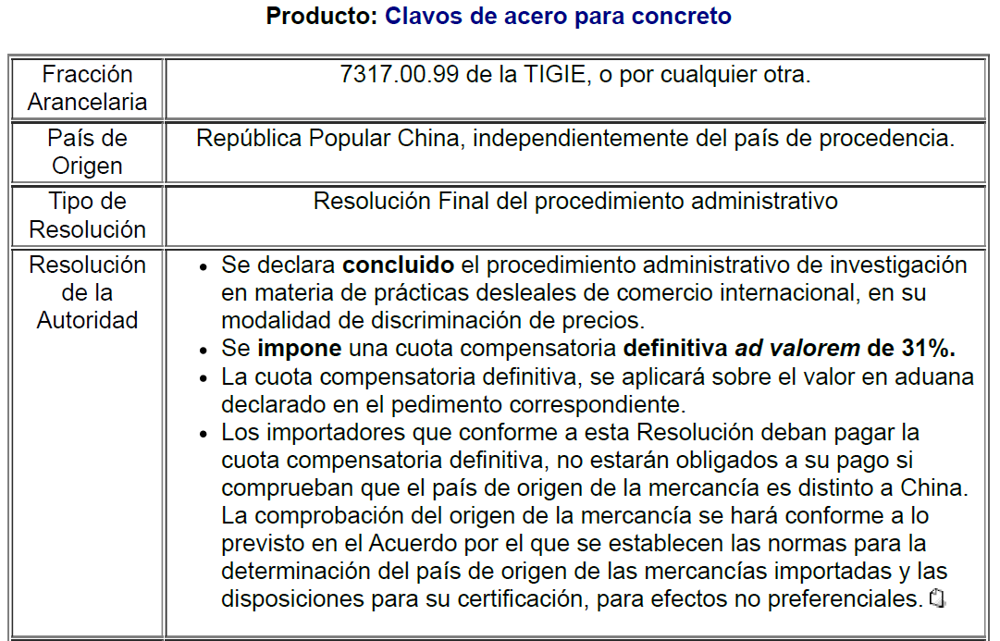 Producto: Clavos de acero para concreto
Fracción
Arancelaria
7317.00.99 de la TIGIE, o por cualquier otra.
País de
Origen
República Popular China, independientemente del país de procedencia.
Tipo de
Resolución
Resolución Final del procedimiento administrativo
Resolución
de la
Autoridad
• Se declara concluido el procedimiento administrativo de investigación
en materia de prácticas desleales de comercio internacional, en su
modalidad de discriminación de precios.
• Se impone una cuota compensatoria definitiva ad valorem de 31%.
• La cuota compensatoria definitiva, se aplicará sobre el valor en aduana
declarado en el pedimento correspondiente.
• Los importadores que conforme a esta Resolución deban pagar la
cuota compensatoria definitiva, no estarán obligados a su pago si
comprueban que el país de origen de la mercancía es distinto a China.
La comprobación del origen de la mercancía se hará conforme a lo
previsto en el Acuerdo por el que se establecen las normas para la
determinación del país de origen de las mercancías importadas y las
disposiciones para su certificación, para efectos no preferenciales.